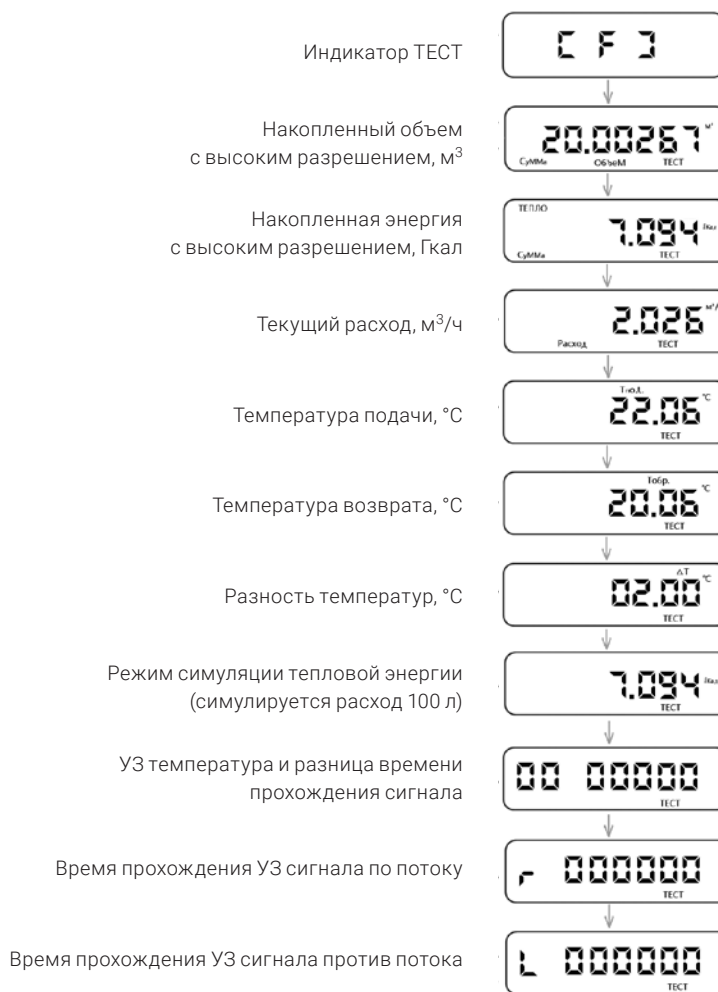 Индикатор ТЕСТ
[ F ]
Накопленный объем
с высоким разрешением, м³
20.00267 м³
Сумма Объем ТЕСТ
Накопленная энергия
с высоким разрешением, Гкал
ТЕПЛО
7.094
Сумма ТЕСТ
Текущий расход, м³/ч
2.026 м³/
Расход ТЕСТ
Температура подачи, °C
Тпод.
22.06 °C
ТЕСТ
Температура возврата, °C
Тобр.
20.06 °C
ТЕСТ
Разность температур, °C
ΔT
02.00 °C
ТЕСТ
Режим симуляции тепловой энергии
(симулируется расход 100 л)
7.094
ТЕСТ
УЗ температура и разница времени
прохождения сигнала
00 00000
ТЕСТ
Время прохождения УЗ сигнала по потоку
r 000000
ТЕСТ
Время прохождения УЗ сигнала против потока
L 000000
ТЕСТ